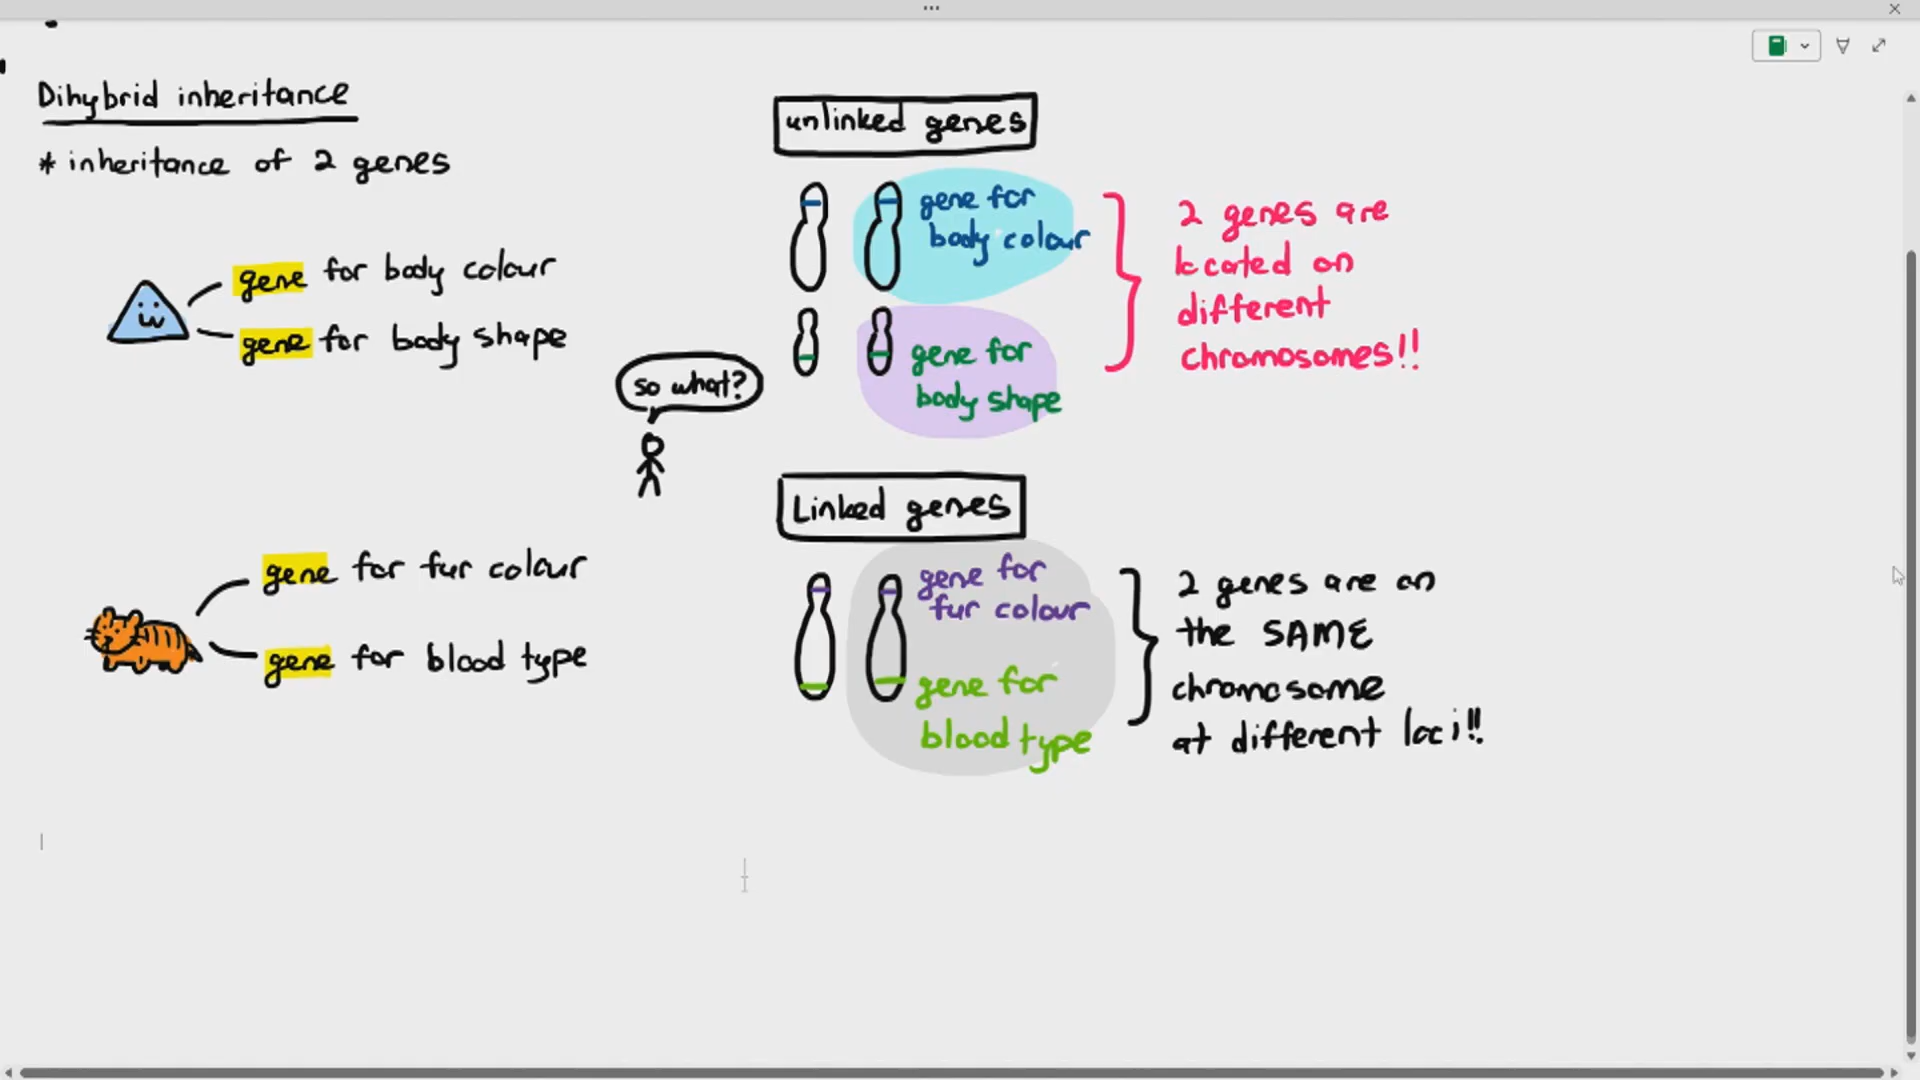 Dihybrid inheritance
* inheritance of 2 genes
gene for body colour
gene for body shape
so what?
gene for fur colour
gene for blood type
unlinked genes
gene for
body colour
gene for
body shape
2 genes are
located on
different
chromosomes!!
Linked genes
gene for
fur colour
gene for
blood type
2 genes are on
the SAME
chromosome
at different loci!!